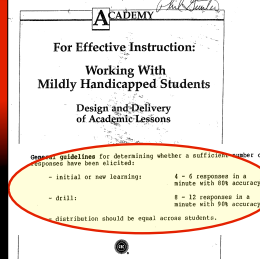 ACADEMY
For Effective Instruction:
Working With
Mildly Handicapped Students
Design and Delivery
of Academic Lessons
General guidelines for determining whether a sufficient number o
responses have been elicited:
- initial or new learning: 4 - 6 responses in a
minute with 80% accuracy
- drill: 8 - 12 responses in a
minute with 90% accuracy
- distribution should be equal across students.